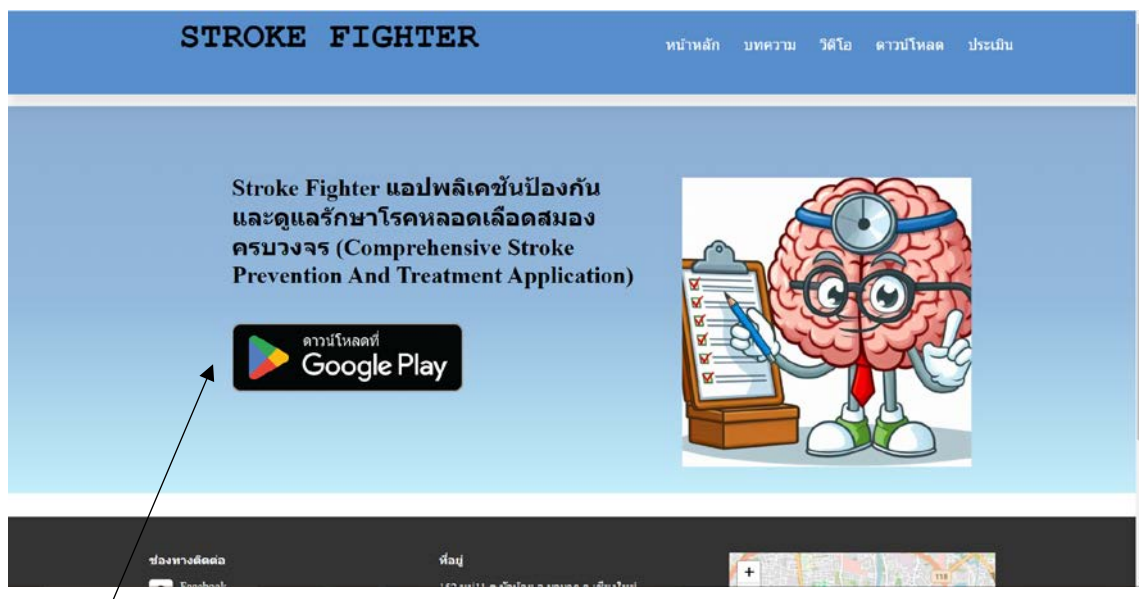 STROKE FIGHTER
หน้าหลัก บทความ วิดีโอ ดาวน์โหลด ประเมิน
Stroke Fighter แอปพลิเคชันป้องกัน
และดูแลรักษาโรคหลอดเลือดสมอง
ครบวงจร (Comprehensive Stroke
Prevention And Treatment Application)
ดาวน์โหลดที่
Google Play
ช่องทางติดต่อ
ที่อยู่
Facebook
+
118